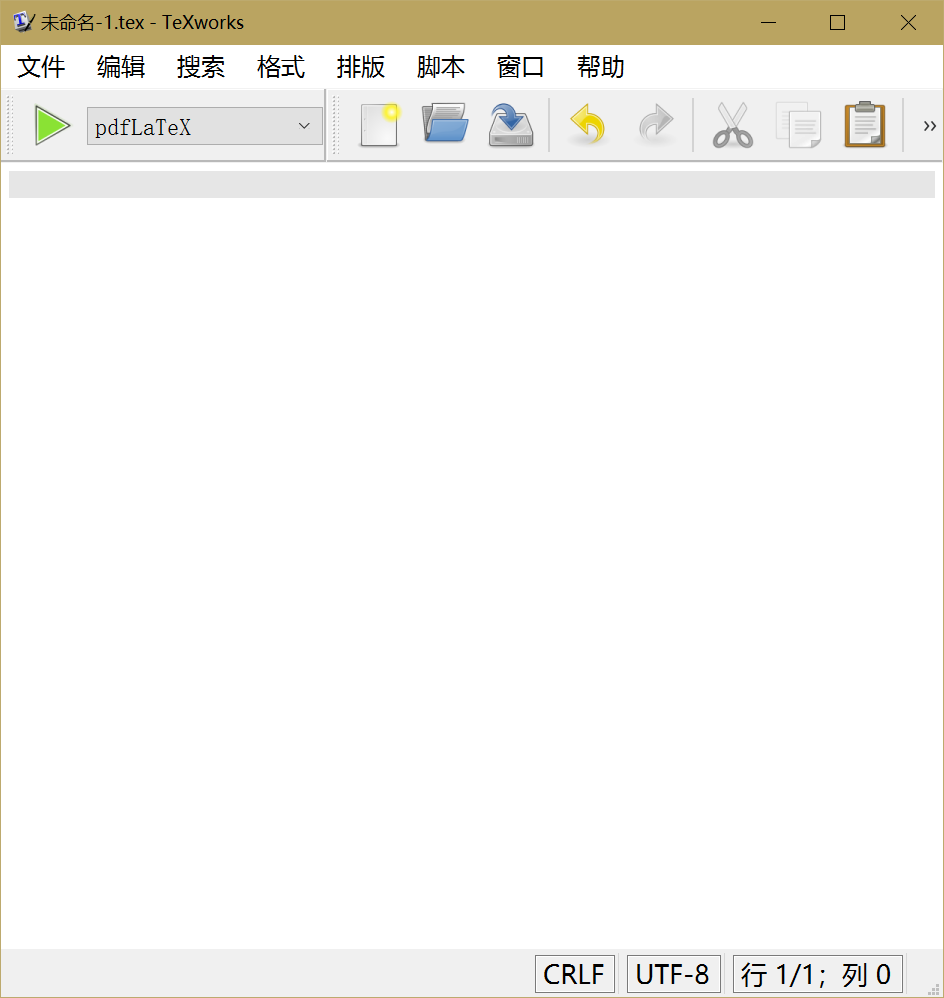 未命名-1.tex - TeXworks
文件 编辑 搜索 格式 排版 脚本 窗口 帮助
pdfLaTeX
CRLF UTF-8 行 1/1；列 0